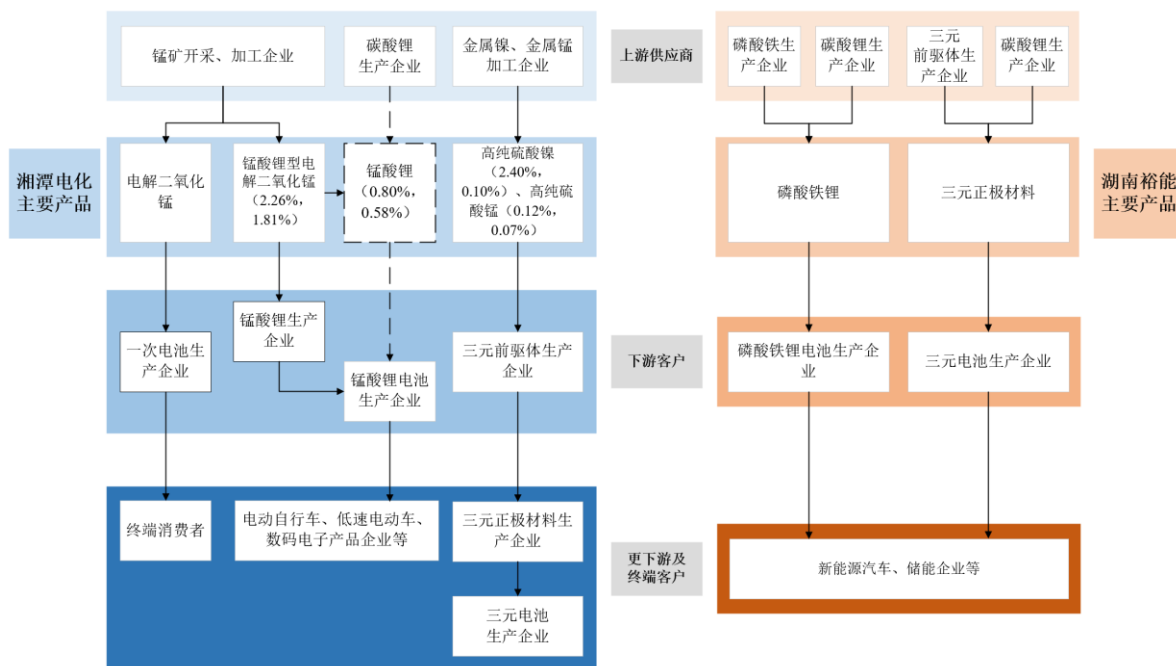 锰矿开采、加工企业
碳酸锂
生产企业
金属镍、金属锰
加工企业
上游供应商
磷酸铁生
产企业
碳酸锂生
产企业
三元
前驱体生
产企业
碳酸锂生
产企业
湘潭电化
主要产品
电解二氧化
锰
锰酸锂型电
解二氧化锰
（2.26%，
1.81%）
锰酸锂
（0.80%，
0.58%）
高纯硫酸镍
（2.40%，
0.10%）、高纯硫
酸锰（0.12%，
0.07%）
磷酸铁锂
三元正极材料
湖南裕能
主要产品
一次电池生
产企业
锰酸锂生产
企业
锰酸锂电池
生产企业
三元前驱体生产
企业
下游客户
磷酸铁锂电池生产企
业
三元电池生产企业
终端消费者
电动自行车、低速电动车、
数码电子产品企业等
三元正极材料生
产企业
三元电池
生产企业
更下游及
终端客户
新能源汽车、储能企业等